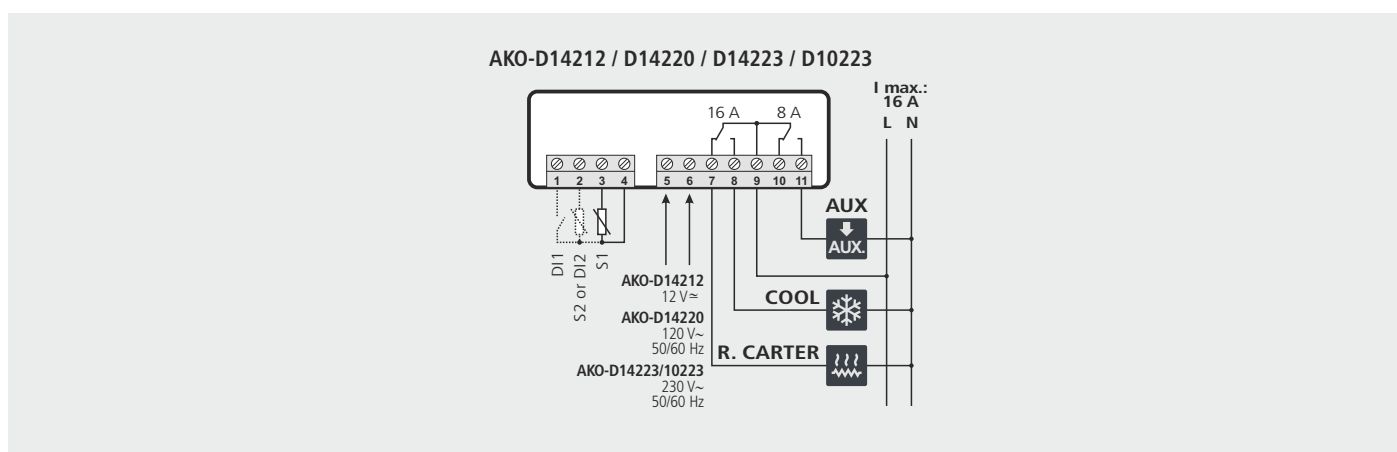 AKO-D14212 / D14220 / D14223 / D10223
I max.:
16 A
L N
16 A 8 A
1 2 3 4 5 6 7 8 9 10 11
DI1
S2 or DI2
S1
AUX
AUX.
AKO-D14212
12 V≂
COOL
AKO-D14220
120 V~
50/60 Hz
R. CARTER
AKO-D14223/10223
230 V~
50/60 Hz